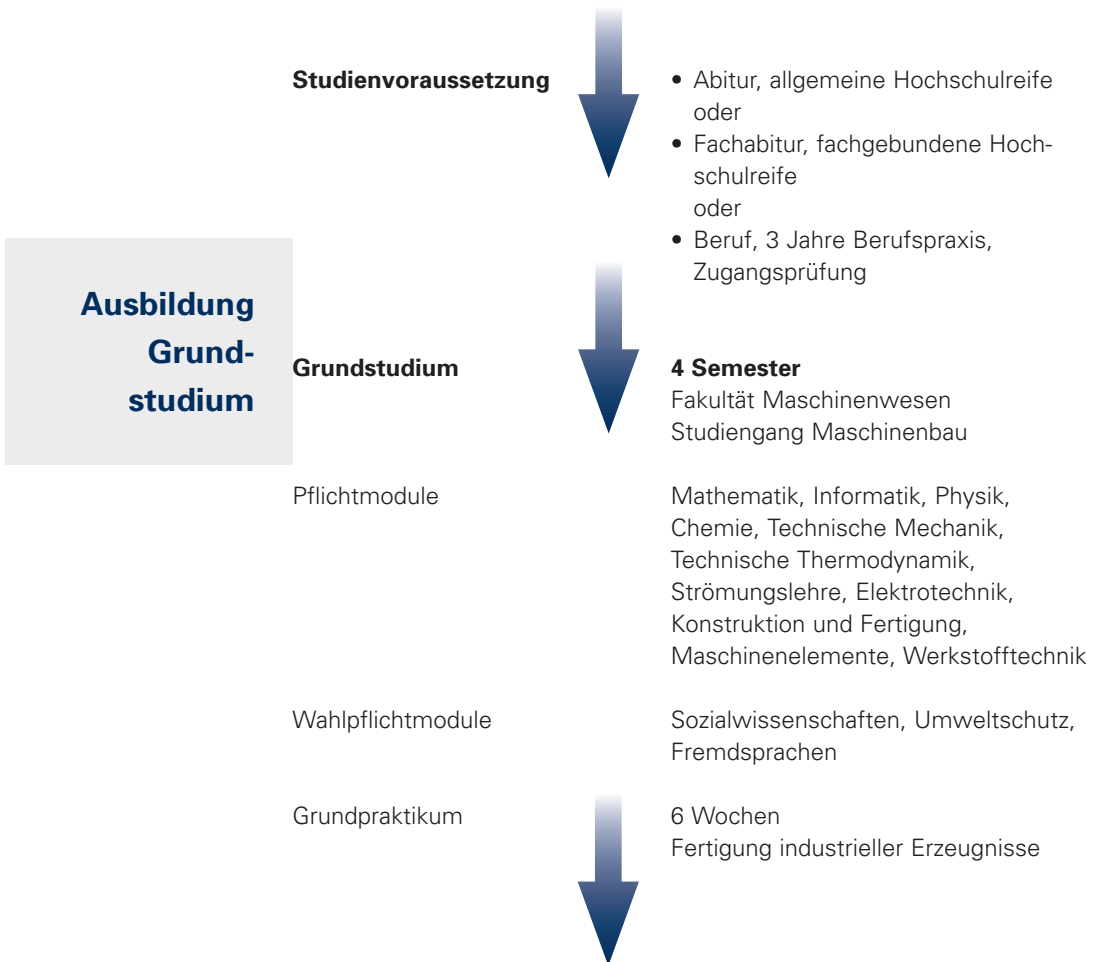 Studienvoraussetzung
• Abitur, allgemeine Hochschulreife
oder
• Fachabitur, fachgebundene Hoch-
schulreife
oder
• Beruf, 3 Jahre Berufspraxis,
Zugangsprüfung
Ausbildung
Grund-
studium
Grundstudium
4 Semester
Fakultät Maschinenwesen
Studiengang Maschinenbau
Pflichtmodule
Mathematik, Informatik, Physik,
Chemie, Technische Mechanik,
Technische Thermodynamik,
Strömungslehre, Elektrotechnik,
Konstruktion und Fertigung,
Maschinenelemente, Werkstofftechnik
Wahlpflichtmodule
Sozialwissenschaften, Umweltschutz,
Fremdsprachen
Grundpraktikum
6 Wochen
Fertigung industrieller Erzeugnisse